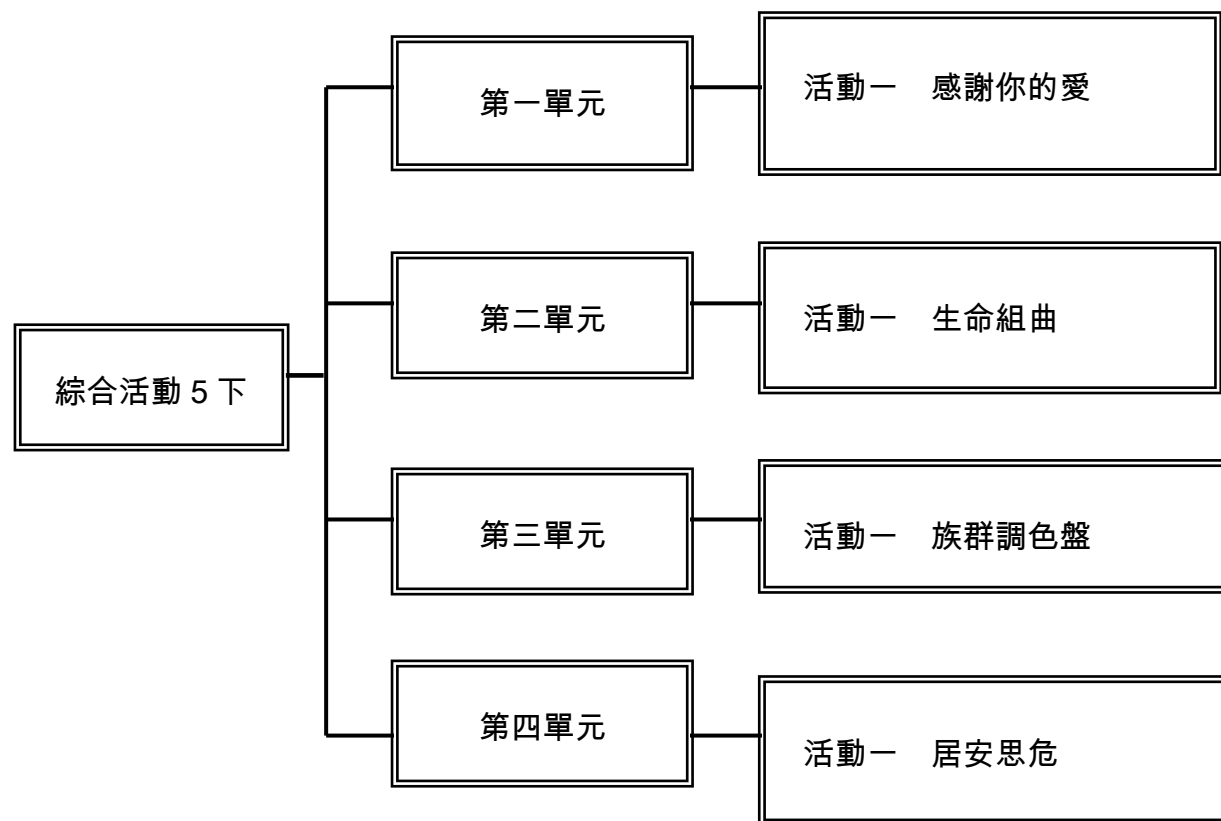 綜合活動 5 下
第一單元
活動一　感謝你的愛
第二單元
活動一　生命組曲
第三單元
活動一　族群調色盤
第四單元
活動一　居安思危